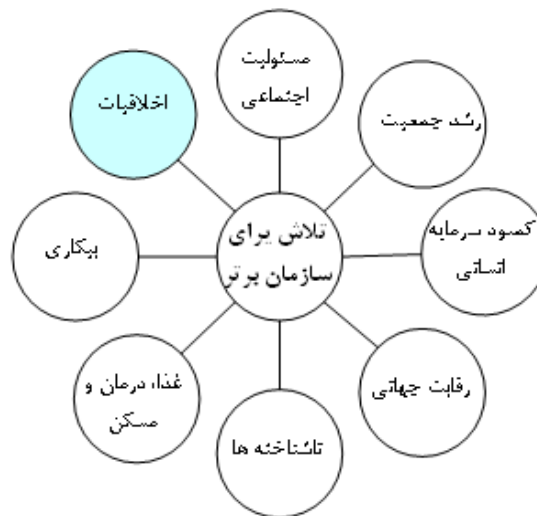 مسئولیت
اجتماعی
اخلاقیات
رشد جمعیت
تلاش برای
سازمان برتر
کمبود سرمایه
انسانی
بیکاری
رقابت جهانی
غذا، درمان و
مسکن
ناشناخته ها